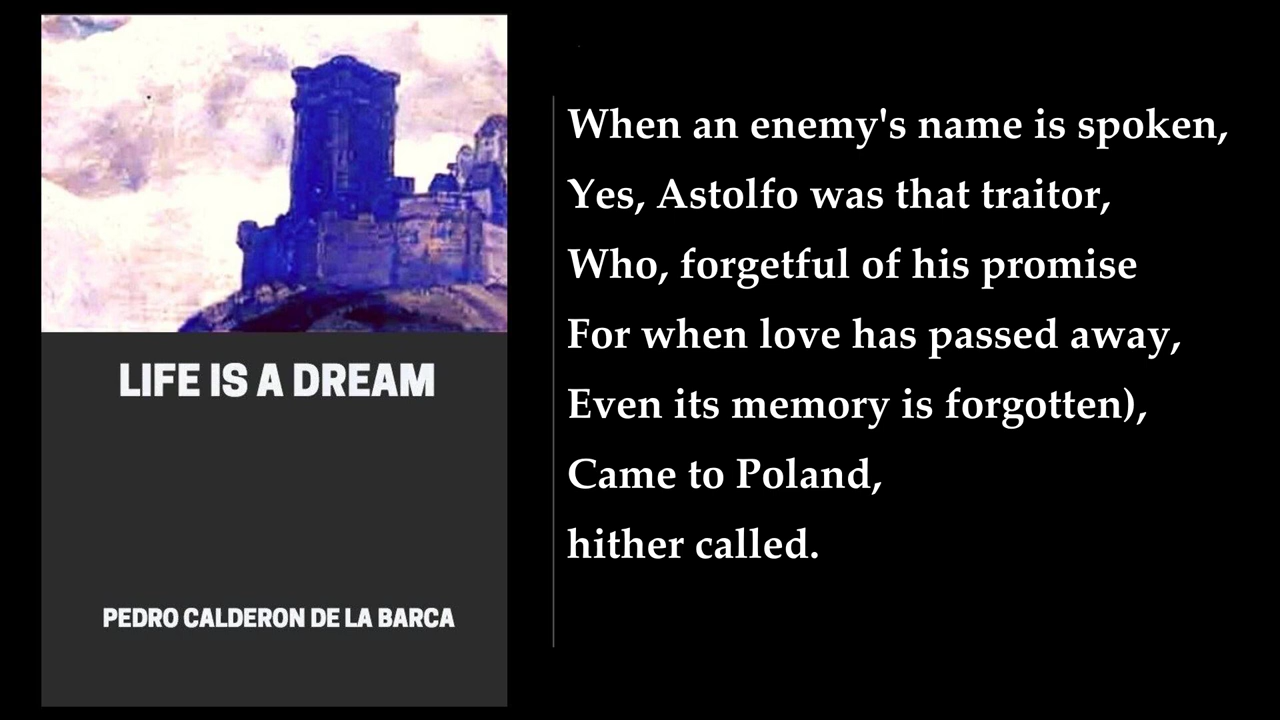 LIFE IS A DREAM
PEDRO CALDERON DE LA BARCA
When an enemy's name is spoken,
Yes, Astolfo was that traitor,
Who, forgetful of his promise
For when love has passed away,
Even its memory is forgotten),
Came to Poland,
hither called.